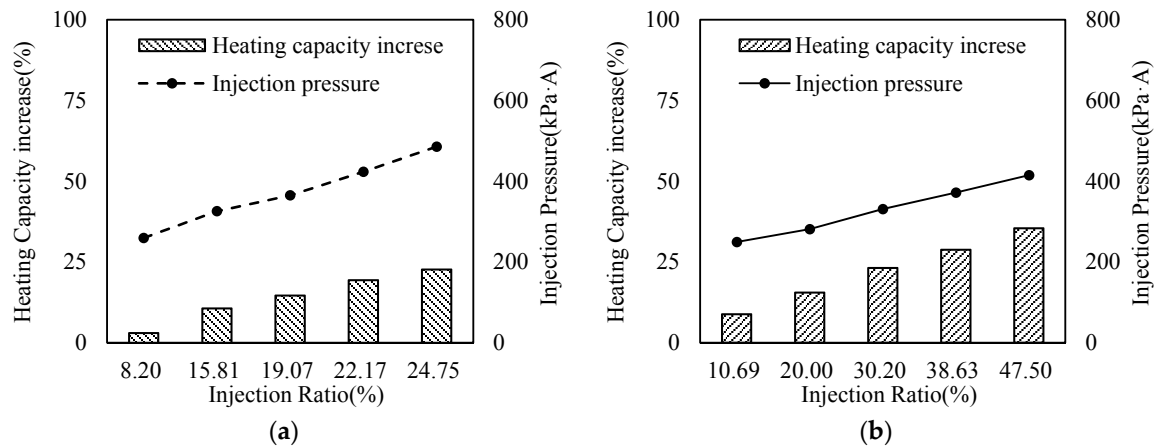 Heating Capacity increase(%)
100
75
50
25
0
Heating capacity increse
Injection pressure
800
600
400
200
0
Injection Pressure(kPa·A)
8.20 15.81 19.07 22.17 24.75
Injection Ratio(%)
(a)
Heating Capacity increase(%)
100
75
50
25
0
Heating capacity increse
Injection pressure
800
600
400
200
0
Injection Pressure(kPa·A)
10.69 20.00 30.20 38.63 47.50
Injection Ratio(%)
(b)